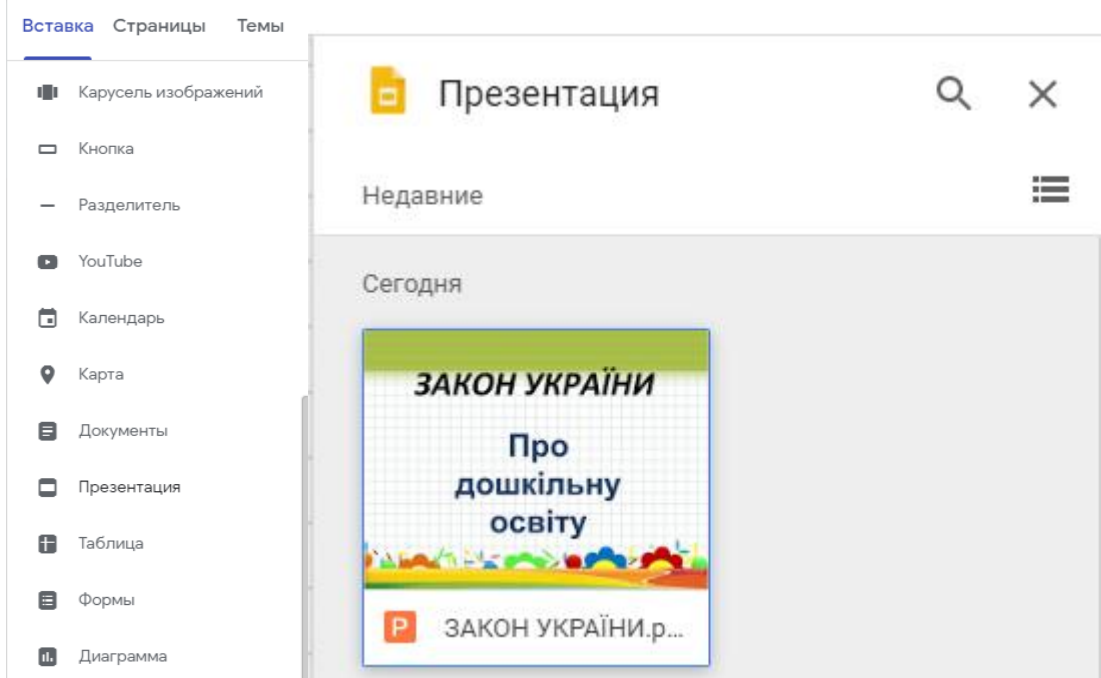 Вставка Страницы Темы
Карусель изображений
Кнопка
Разделитель
YouTube
Календарь
Карта
Документы
Презентация
Таблица
Формы
Диаграмма
Презентация
Недавние
Сегодня
ЗАКОН УКРАЇНИ
Про
дошкільну
освіту
P ЗАКОН УКРАЇНИ.p...